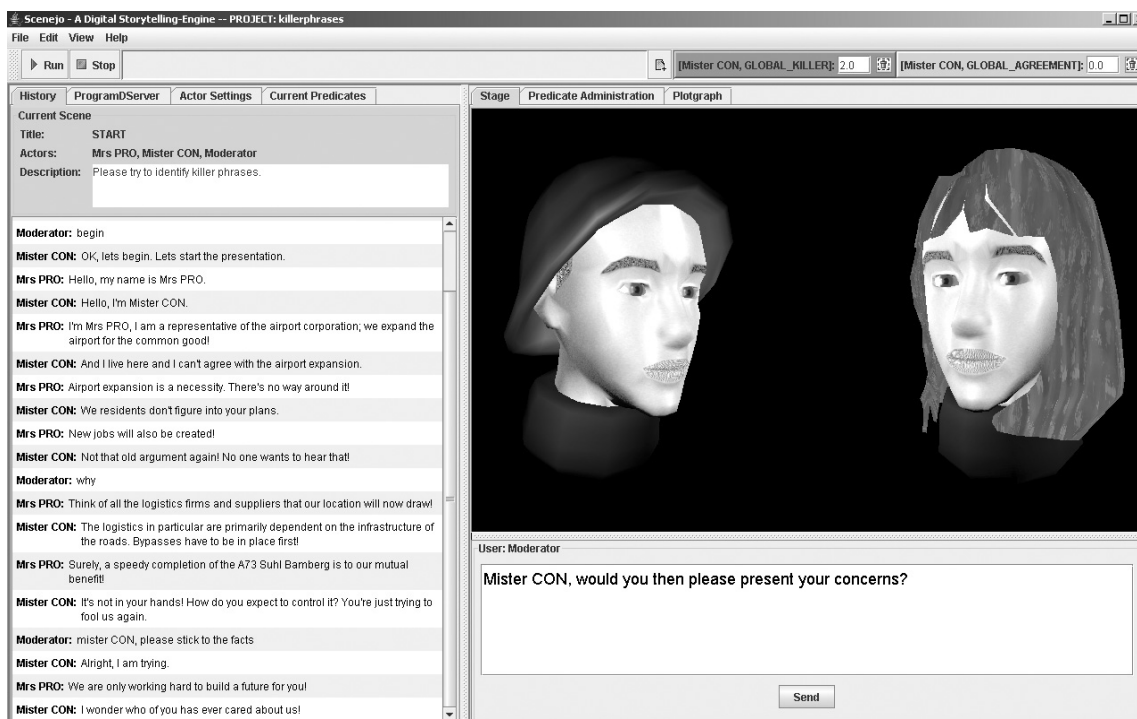 Scenejo - A Digital Storytelling-Engine -- PROJECT: killerphrases
File Edit View Help
Run Stop [Mister CON, GLOBAL_KILLER]: 2.0 [Mister CON, GLOBAL_AGREEMENT]: 0.0
History ProgramDServer Actor Settings Current Predicates
Current Scene
Title: START
Actors: Mrs PRO, Mister CON, Moderator
Description: Please try to identify killer phrases.
Moderator: begin
Mister CON: OK, lets begin. Lets start the presentation.
Mrs PRO: Hello, my name is Mrs PRO.
Mister CON: Hello, I'm Mister CON.
Mrs PRO: I'm Mrs PRO, I am a representative of the airport corporation; we expand the
airport for the common good!
Mister CON: And I live here and I can't agree with the airport expansion.
Mrs PRO: Airport expansion is a necessity. There's no way around it!
Mister CON: We residents don't figure into your plans.
Mrs PRO: New jobs will also be created!
Mister CON: Not that old argument again! No one wants to hear that!
Moderator: why
Mrs PRO: Think of all the logistics firms and suppliers that our location will now draw!
Mister CON: The logistics in particular are primarily dependent on the infrastructure of
the roads. Bypasses have to be in place first!
Mrs PRO: Surely, a speedy completion of the A73 Suhl Bamberg is to our mutual
benefit!
Mister CON: It's not in your hands! How do you expect to control it? You're just trying to
fool us again.
Moderator: mister CON, please stick to the facts
Mister CON: Alright, I am trying.
Mrs PRO: We are only working hard to build a future for you!
Mister CON: I wonder who of you has ever cared about us!
Stage Predicate Administration Plotgraph
User: Moderator
Mister CON, would you then please present your concerns?
Send